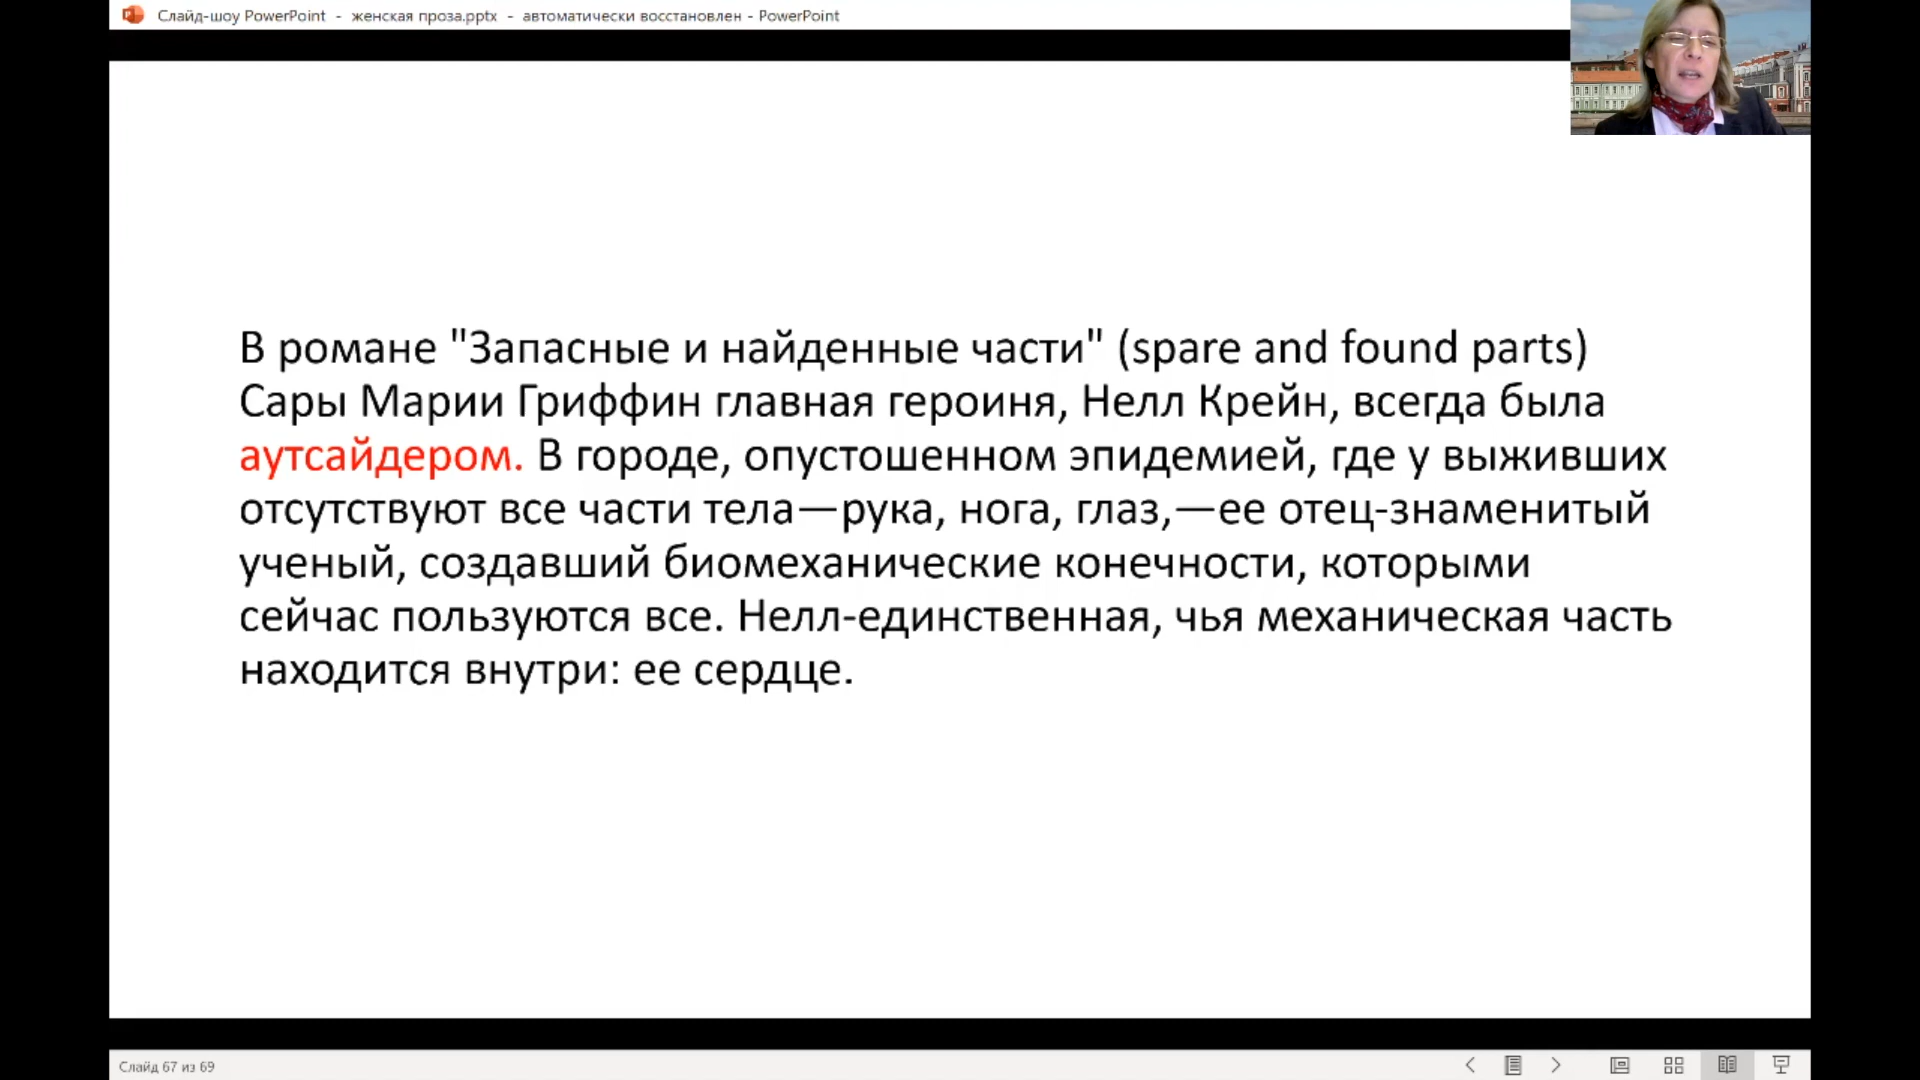 Слайд-шоу PowerPoint - женская проза.pptx - автоматически восстановлен - PowerPoint
В романе "Запасные и найденные части" (spare and found parts)
Сары Марии Гриффин главная героиня, Нелл Крейн, всегда была
аутсайдером. В городе, опустошенном эпидемией, где у выживших
отсутствуют все части тела—рука, нога, глаз,—ее отец-знаменитый
ученый, создавший биомеханические конечности, которыми
сейчас пользуются все. Нелл-единственная, чья механическая часть
находится внутри: ее сердце.
Слайд 67 из 69